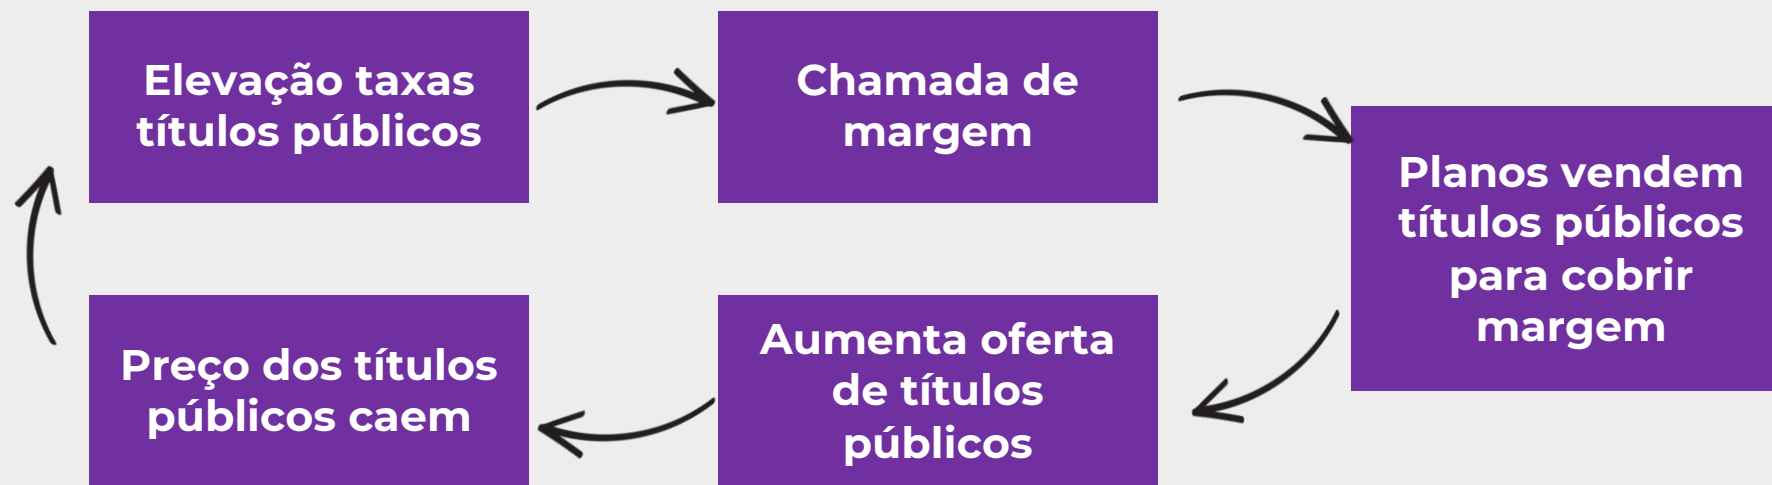 Elevação taxas
títulos públicos
Chamada de
margem
Planos vendem
títulos públicos
para cobrir
margem
Aumenta oferta
de títulos
públicos
Preço dos títulos
públicos caem